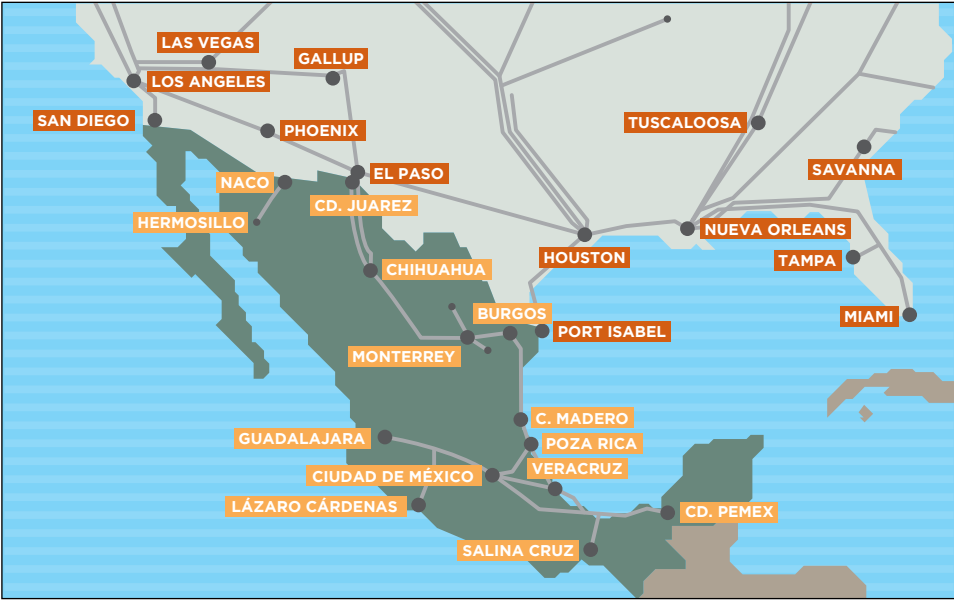 LAS VEGAS
GALLUP
LOS ANGELES
SAN DIEGO
PHOENIX
TUSCALOOSA
SAVANNA
EL PASO
NACO
CD. JUAREZ
HERMOSILLO
NUEVA ORLEANS
HOUSTON
TAMPA
CHIHUAHUA
BURGOS
MIAMI
PORT ISABEL
MONTERREY
C. MADERO
GUADALAJARA
POZA RICA
VERACRUZ
CIUDAD DE MÉXICO
LÁZARO CÁRDENAS
CD. PEMEX
SALINA CRUZ